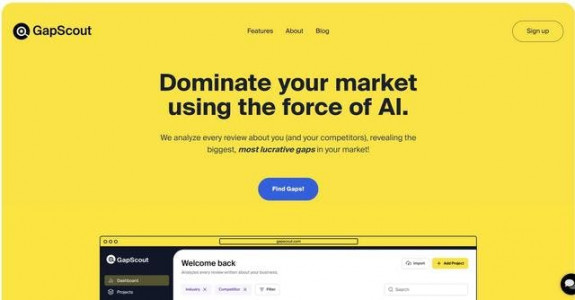 GapScout
Features About Blog
Sign up
Dominate your market
using the force of AI.
We analyze every review about you (and your competitors), revealing the
biggest, most lucrative gaps in your market!
Find Gaps!
gapscout.com
GapScout
Welcome back
Import
Add Project
Analyzes every review written about your business.
Dashboard
Projects
Industry
Competitor
Filter
Search